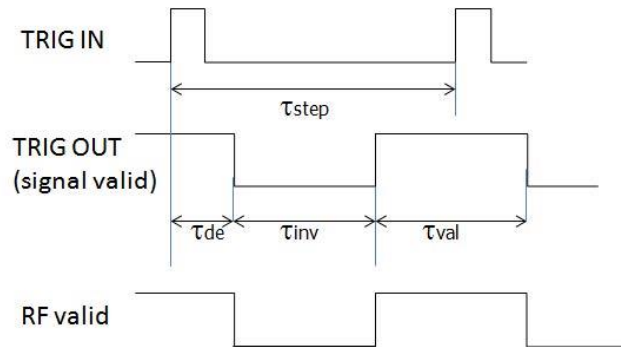 TRIG IN
τstep
TRIG OUT
(signal valid)
τde
τinv
τval
RF valid